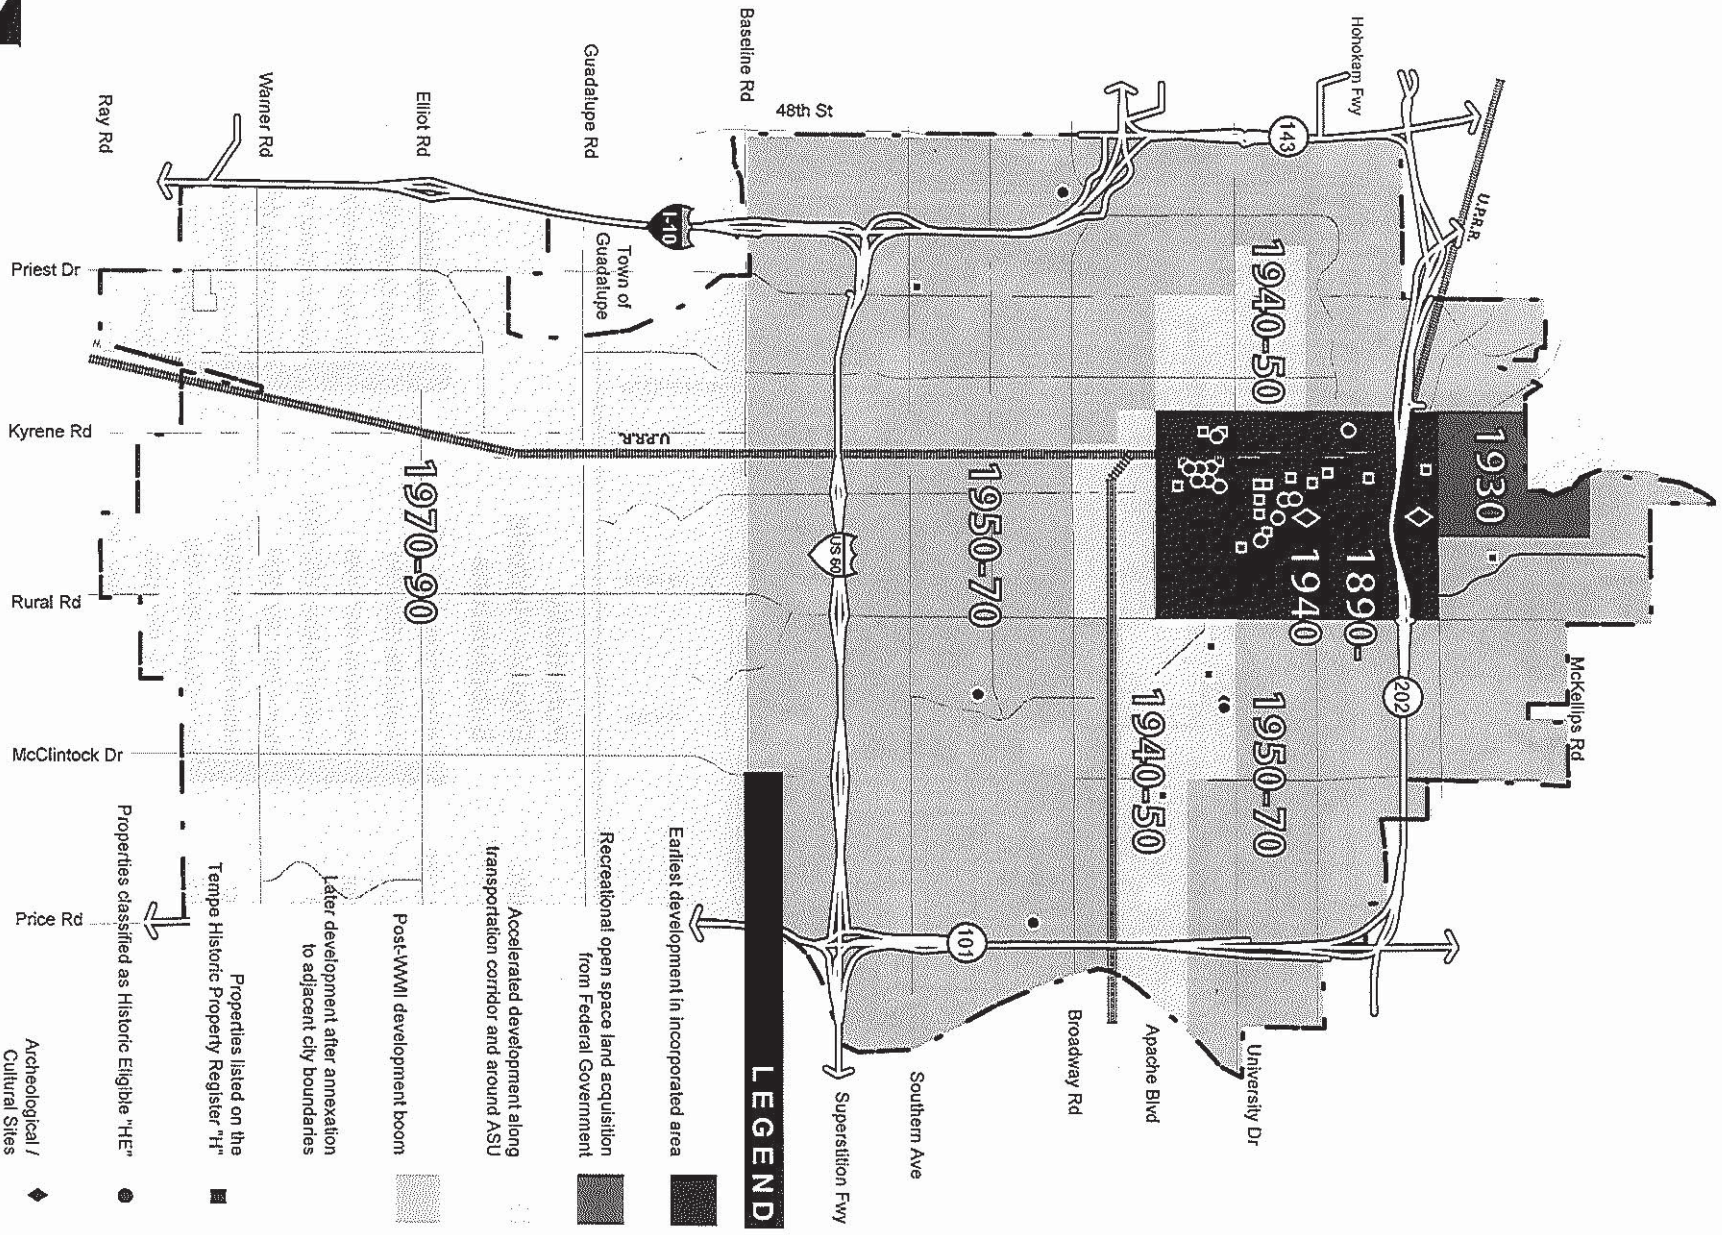 Hohokam Fwy
Baseline Rd
Guadalupe Rd
Elliot Rd
Warner Rd
Ray Rd
48th St
143
U.P.R.R.
I-10
Town of
Guadalupe
Priest Dr
Kyrene Rd
Rural Rd
McClintock Dr
Price Rd
U.P.R.R.
1940-50
1930
1890-
1940
1950-70
1970-90
US 60
202
McKellips Rd
1950-70
1940-50
101
University Dr
Apache Blvd
Broadway Rd
Southern Ave
Superstition Fwy
LEGEND
Earliest development in incorporated area
Recreational open space land acquisition
from Federal Government
Accelerated development along
transportation corridor and around ASU
Post-WWII development boom
Later development after annexation
to adjacent city boundaries
Properties listed on the
Tempe Historic Property Register "H"
Properties classified as Historic Eligible "HE"
Archeological /
Cultural Sites